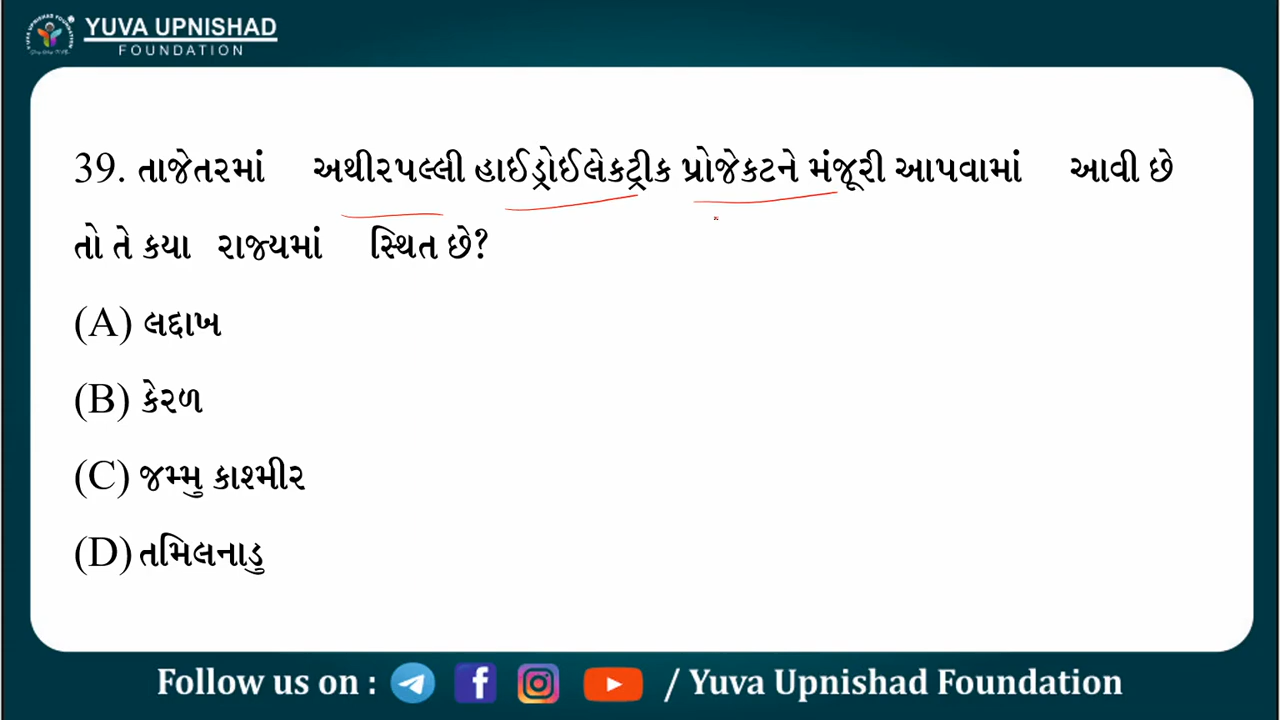 YUVA UPNISHAD
FOUNDATION
39. તાજેતરમાં અથીરપલ્લી હાઈડ્રોઈલેકટ્રીક પ્રોજેકટને મંજૂરી આપવામાં આવી છે
તો તે કયા રાજ્યમાં સ્થિત છે?
(A) લદ્દાખ
(B) કેરળ
(C) જમ્મુ કાશ્મીર
(D) તમિલનાડુ
Follow us on : / Yuva Upnishad Foundation